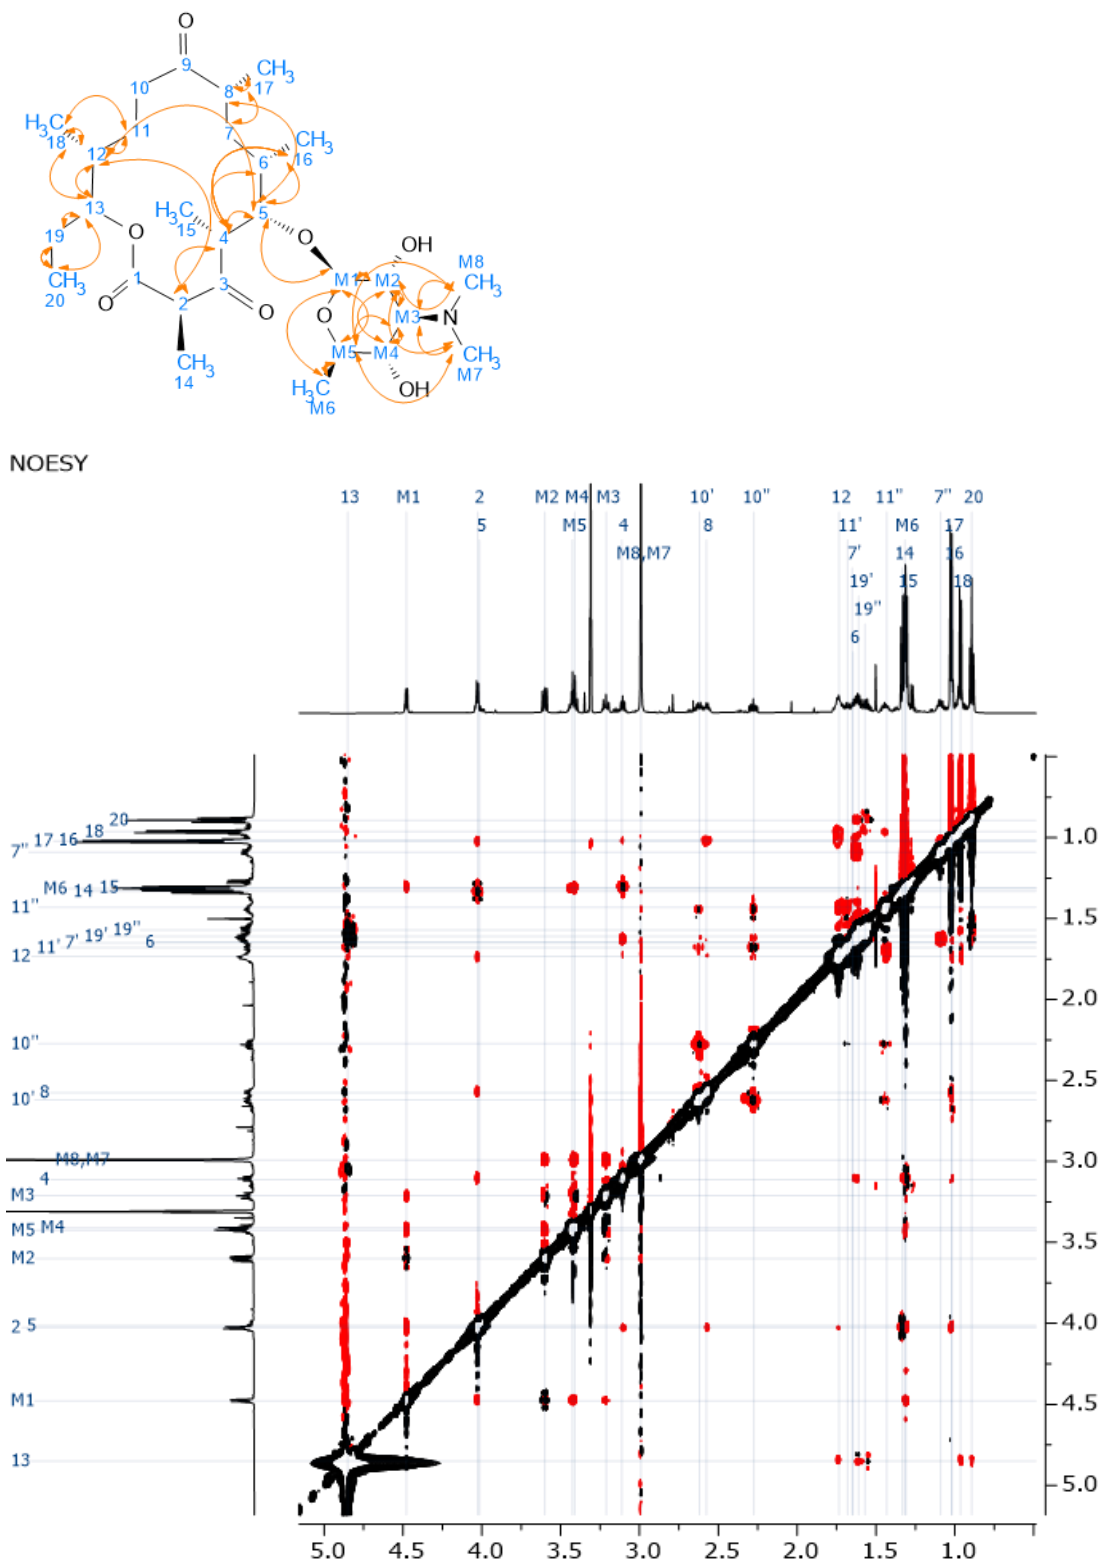 O
9
10
CH3
17
8
H3C
18
11
7
12
CH3
16
6
13
H3C
15
5
19
O
4
O
OH
M8
CH3
20
1
3
M1
M2
CH3
O
2
O
O
M3
N
M5
M4
CH3
M7
CH3
14
H3C
M6
OH
NOESY
13 M1 2 M2 M4 M3 10' 10" 12 11" 7" 20
5 M5 4 8 11' M6 17
M8,M7 7' 14 16
19' 15 18
19"
6
20
18
7" 17 16
M6 14 15
11"
11' 7' 19' 19" 6
12
10"
10' 8
M8,M7
4
M3
M5 M4
M2
2 5
M1
13
1.0
1.5
2.0
2.5
3.0
3.5
4.0
4.5
5.0
5.0 4.5 4.0 3.5 3.0 2.5 2.0 1.5 1.0